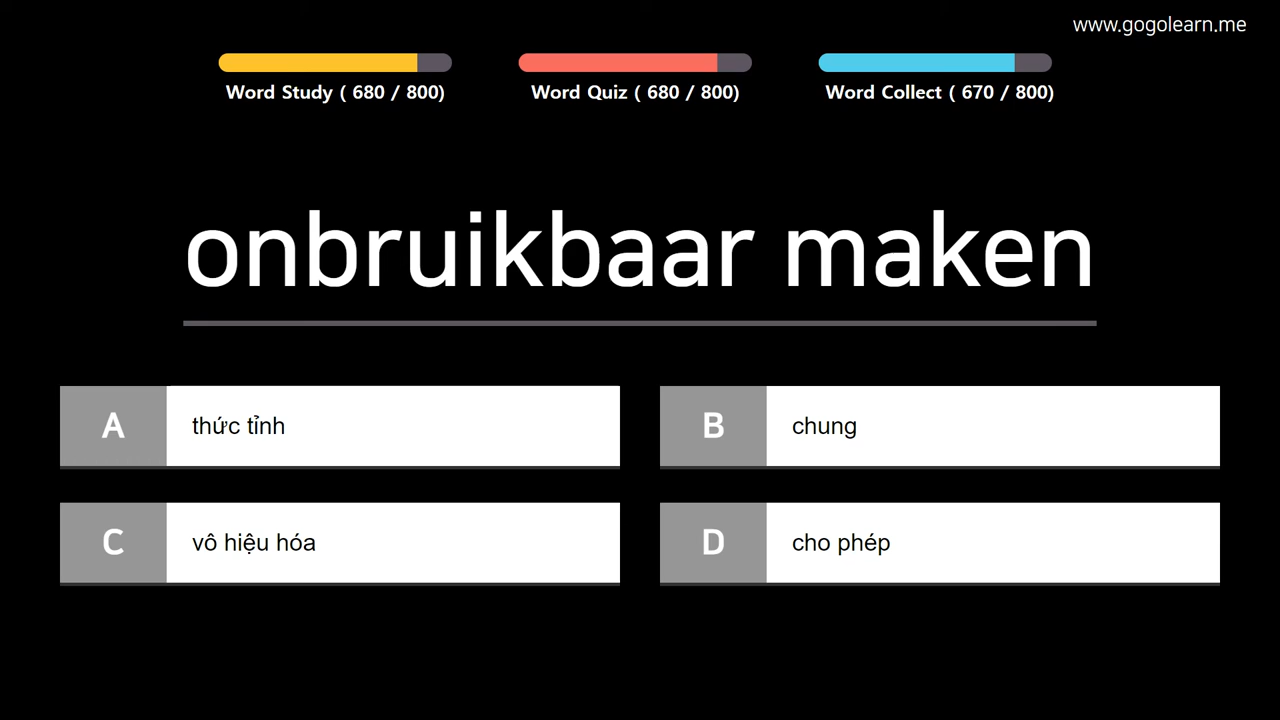 www.gogolearn.me
Word Study ( 680 / 800)
Word Quiz ( 680 / 800)
Word Collect ( 670 / 800)
onbruikbaar maken
A thức tỉnh
B chung
C vô hiệu hóa
D cho phép